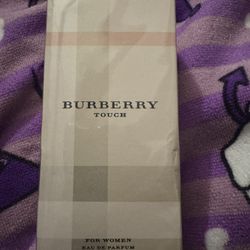 BURBERRY
TOUCH
FOR WOMEN
EAU DE PARFUM